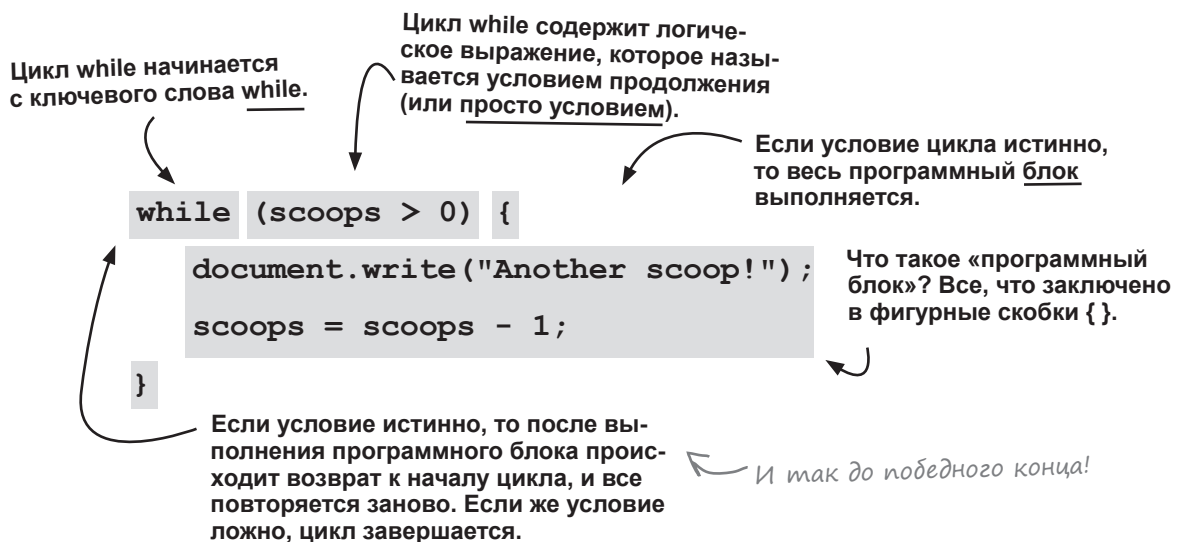 Цикл while начинается
с ключевого слова while.
Цикл while содержит логиче-
ское выражение, которое назы-
вается условием продолжения
(или просто условием).
Если условие цикла истинно,
то весь программный блок
выполняется.
while (scoops > 0) {
document.write("Another scoop!");
scoops = scoops - 1;
}
Что такое «программный
блок»? Все, что заключено
в фигурные скобки { }.
Если условие истинно, то после вы-
полнения программного блока проис-
ходит возврат к началу цикла, и все
повторяется заново. Если же условие
ложно, цикл завершается.
И так до победного конца!